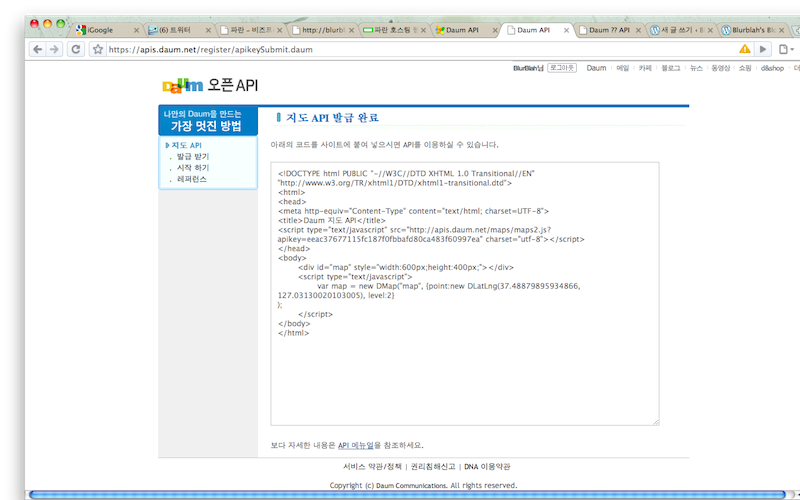 iGoogle
(6) 트위터
파란 - 비즈프
http://blurbl
파란 호스팅 원
Daum API
Daum API
Daum ?? API
새 글 쓰기 ‹ B
Blurblah's Bl
https://apis.daum.net/register/apikeySubmit.daum
Blurblah님 로그아웃 Daum 메일 카페 블로그 뉴스 동영상 쇼핑 d&shop 더
Daum 오픈 API
나만의 Daum을 만드는
가장 멋진 방법
지도 API
. 발급 받기
. 시작 하기
. 레퍼런스
지도 API 발급 완료
아래의 코드를 사이트에 붙여 넣으시면 API를 이용하실 수 있습니다.
<!DOCTYPE html PUBLIC "-//W3C//DTD XHTML 1.0 Transitional//EN"
"http://www.w3.org/TR/xhtml1/DTD/xhtml1-transitional.dtd">
<html>
<head>
<meta http-equiv="Content-Type" content="text/html; charset=UTF-8">
<title>Daum 지도 API</title>
<script type="text/javascript" src="http://apis.daum.net/maps/maps2.js?
apikey=eeac37677115fc187f0fbbafd80ca483f60997ea" charset="utf-8"></script>
</head>
<body>
<div id="map" style="width:600px;height:400px;"></div>
<script type="text/javascript">
var map = new DMap("map", {point:new DLatLng(37.48879895934866,
127.03130020103005), level:2}
);
</script>
</body>
</html>
보다 자세한 내용은 API 메뉴얼을 참조하세요.
서비스 약관/정책 | 권리침해신고 | DNA 이용약관
Copyright (c) Daum Communications. All rights reserved.